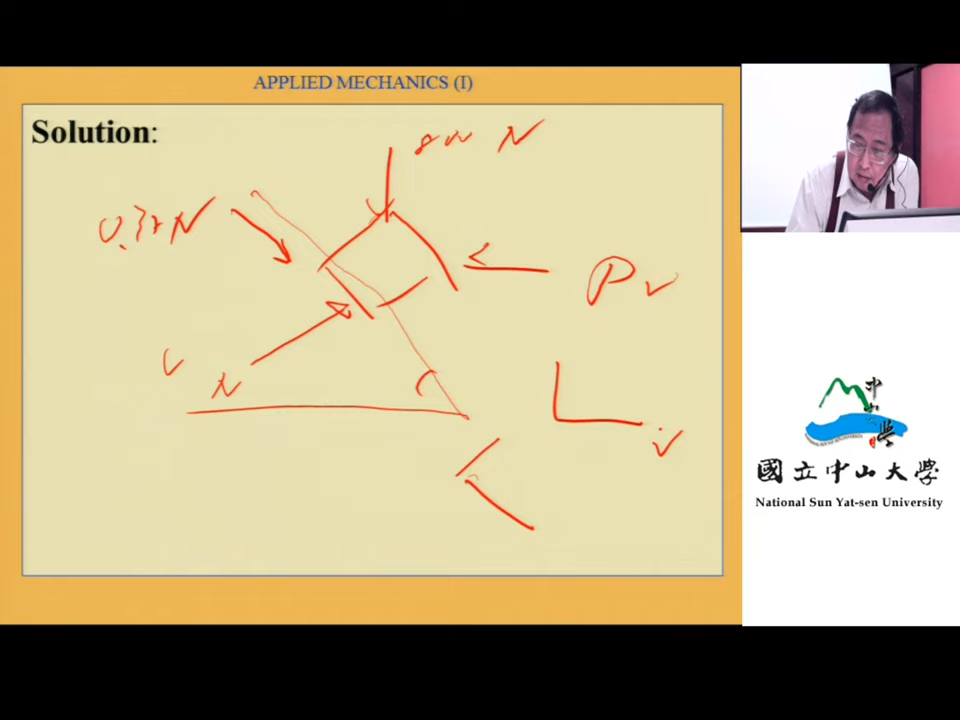 APPLIED MECHANICS (I)
Solution:
N
P
N
國立中山大學
National Sun Yat-sen University